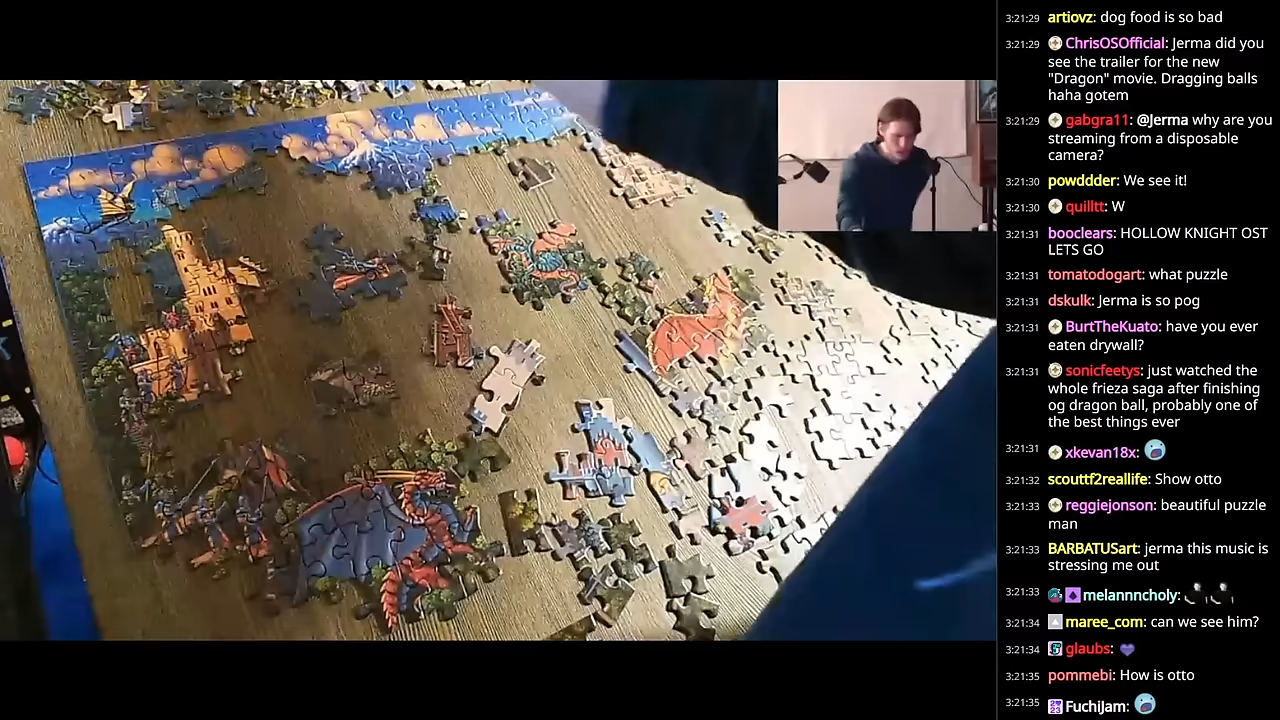 3:21:29 artiovz: dog food is so bad
3:21:29 ChrisOSOfficial: Jerma did you
see the trailer for the new
"Dragon" movie. Dragging balls
haha gotem
3:21:29 gabgra11: @Jerma why are you
streaming from a disposable
camera?
3:21:30 powddder: We see it!
3:21:30 quilltt: W
3:21:31 booclears: HOLLOW KNIGHT OST
LETS GO
3:21:31 tomatodogart: what puzzle
3:21:31 dskulk: Jerma is so pog
3:21:31 BurtTheKuato: have you ever
eaten drywall?
3:21:31 sonicfeetys: just watched the
whole frieza saga after finishing
og dragon ball, probably one of
the best things ever
3:21:31 xkevan18x:
3:21:32 scouttf2reallife: Show otto
3:21:33 reggiejonson: beautiful puzzle
man
3:21:33 BARBATUSart: jerma this music is
stressing me out
3:21:33 melannncholy:
3:21:34 maree_com: can we see him?
3:21:34 glaubs:
3:21:35 pommebi: How is otto
3:21:35 FuchiJam: